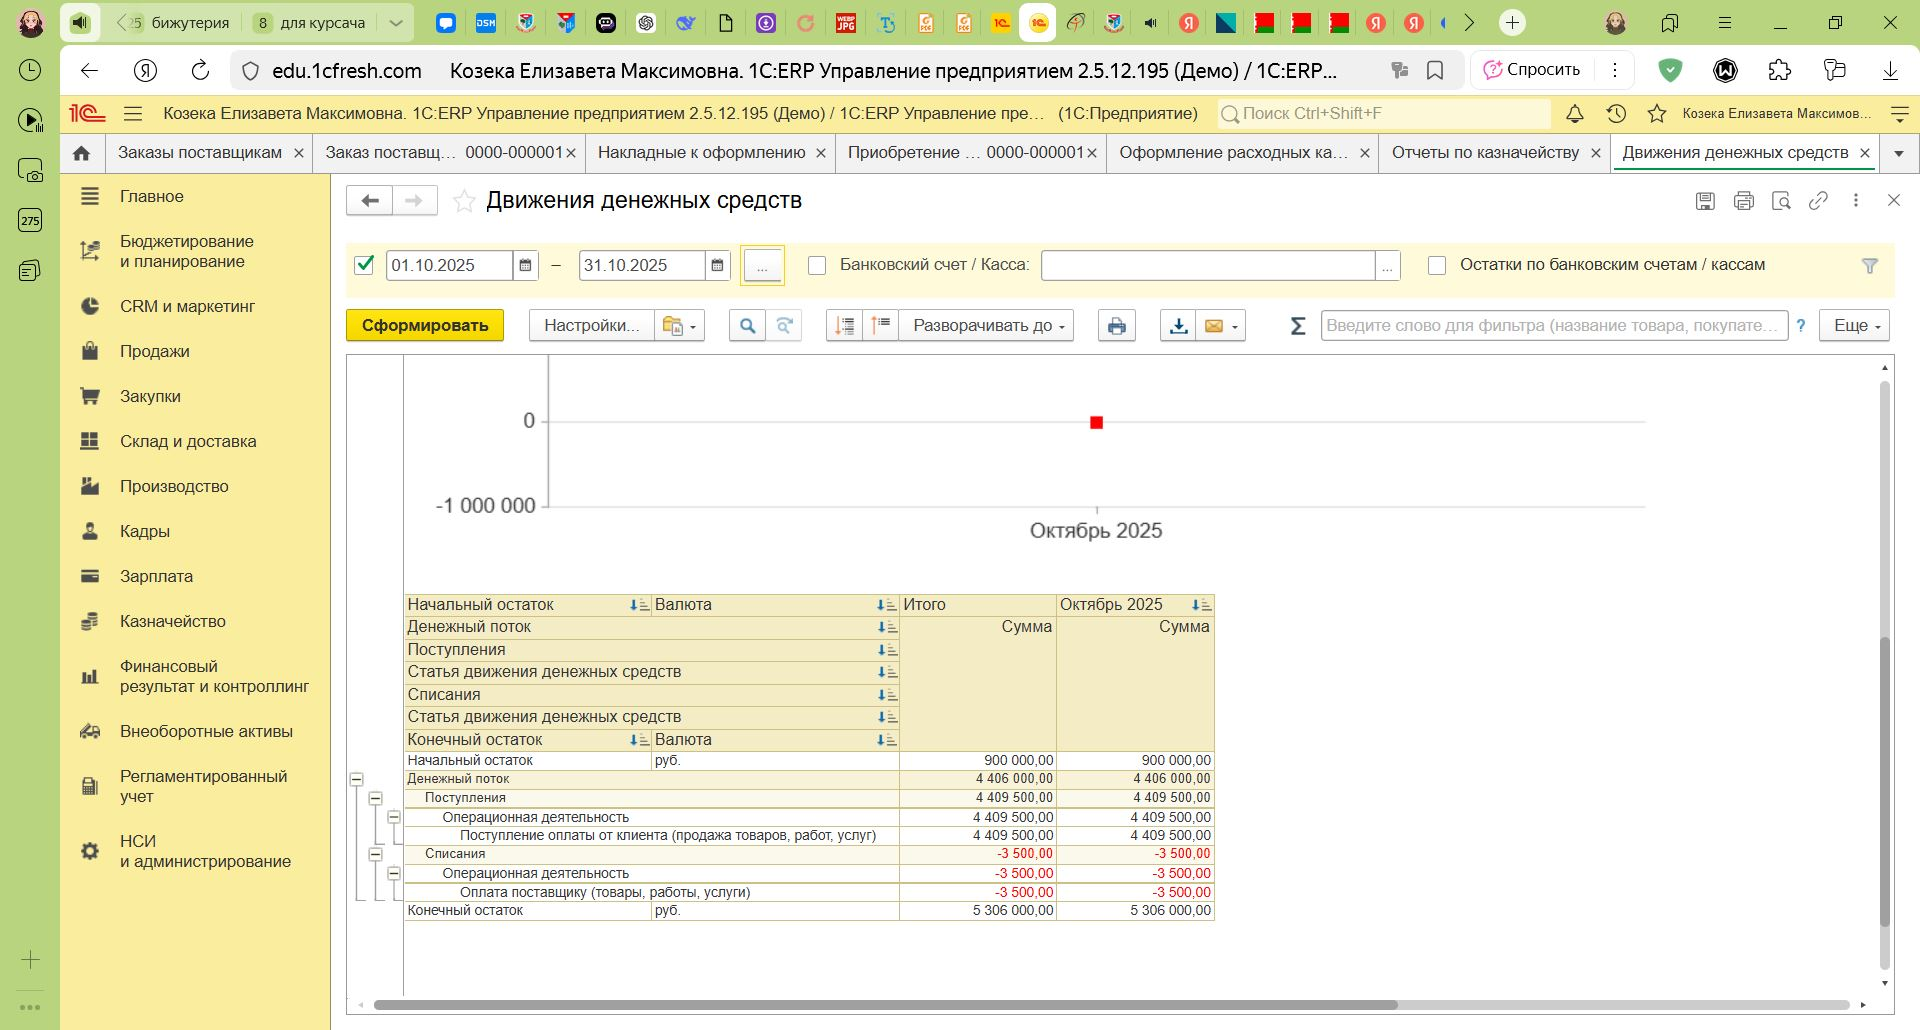 25 бижутерия 8 для курсача
edu.1cfresh.com Козека Елизавета Максимовна. 1С:ERP Управление предприятием 2.5.12.195 (Демо) / 1С:ERP... Спросить
Козека Елизавета Максимовна. 1С:ERP Управление предприятием 2.5.12.195 (Демо) / 1С:ERP Управление пре... (1С:Предприятие) Поиск Ctrl+Shift+F Козека Елизавета Максимов...
Заказы поставщикам Заказ поставщ... 0000-000001 Накладные к оформлению Приобретение ... 0000-000001 Оформление расходных ка... Отчеты по казначейству Движения денежных средств
275
Главное
Бюджетирование
и планирование
CRM и маркетинг
Продажи
Закупки
Склад и доставка
Производство
Кадры
Зарплата
Казначейство
Финансовый
результат и контроллинг
Внеоборотные активы
Регламентированный
учет
НСИ
и администрирование
Движения денежных средств
01.10.2025 – 31.10.2025 ... Банковский счет / Касса: ... Остатки по банковским счетам / кассам
Сформировать Настройки... Разворачивать до Σ Введите слово для фильтра (название товара, покупате... ? Еще
0
-1 000 000
Октябрь 2025
Начальный остаток Валюта Итого Октябрь 2025
Денежный поток Сумма Сумма
Поступления
Статья движения денежных средств
Списания
Статья движения денежных средств
Конечный остаток Валюта
Начальный остаток руб. 900 000,00 900 000,00
Денежный поток 4 406 000,00 4 406 000,00
Поступления 4 409 500,00 4 409 500,00
Операционная деятельность 4 409 500,00 4 409 500,00
Поступление оплаты от клиента (продажа товаров, работ, услуг) 4 409 500,00 4 409 500,00
Списания -3 500,00 -3 500,00
Операционная деятельность -3 500,00 -3 500,00
Оплата поставщику (товары, работы, услуги) -3 500,00 -3 500,00
Конечный остаток руб. 5 306 000,00 5 306 000,00